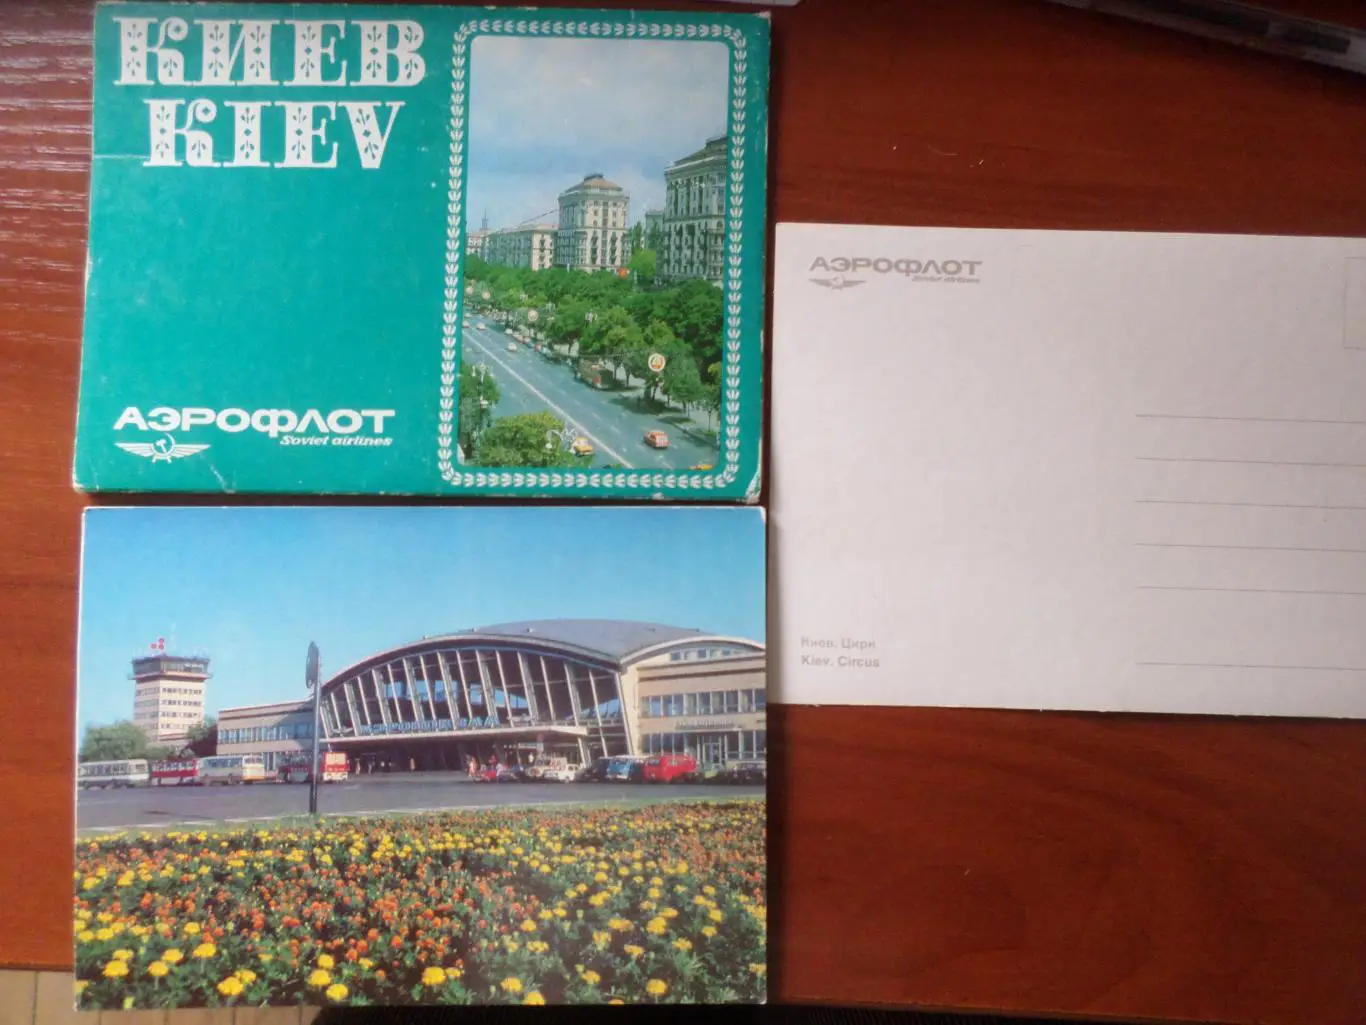 КИЕВ
KIEV
АЭРОФЛОТ
Soviet airlines
АЭРОФЛОТ
Soviet airlines
Киев. Цирк
Kiev. Circus